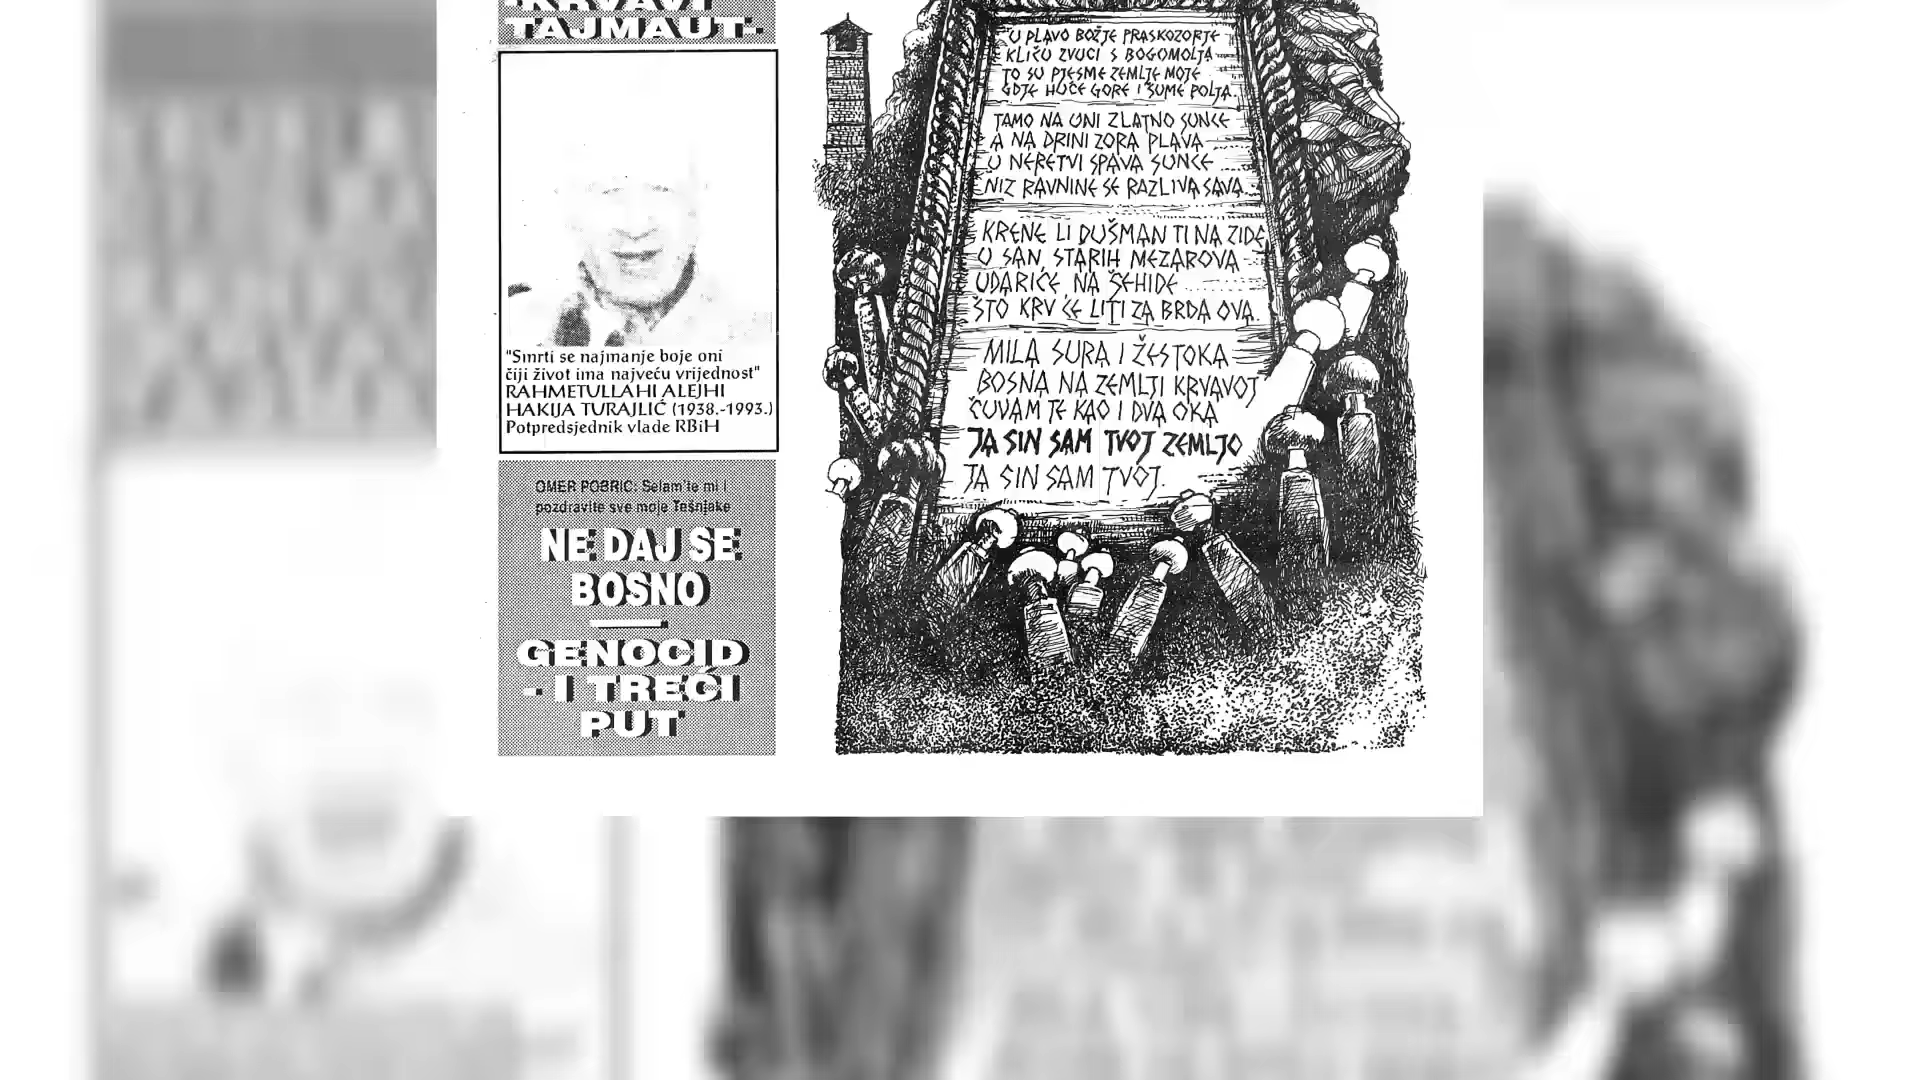 -KRVAVI
TAJMAUT-
"Smrti se najmanje boje oni
čiji život ima najveću vrijednost"
RAHMETULLAHI ALEJHI
HAKIJA TURAJLIĆ (1938.-1993.)
Potpredsjednik vlade RBiH
OMER POBRIC: Selam'te mi i
pozdravite sve moje Tešnjake
NE DAJ SE
BOSNO
GENOCID
- I TREĆI
PUT
U PLAVO BOŽJE PRASKOZORJE
KLIČU ZVUCI S BOGOMOLJA
TO SU PJESME ZEMLJE MOJE
GDJE HUČE GORE I ŠUME POLJA.
TAMO NA UNI ZLATNO SUNCE
A NA DRINI ZORA PLAVA
U NERETVI SPAVA SUNCE
NIZ RAVNINE SE RAZLIVA SAVA.
KRENE LI DUŠMAN TI NA ZIDE
U SAN STARIH MEZAROVA
UDARIĆE NA ŠEHIDE
ŠTO KRV ĆE LITI ZA BRDA OVA.
MILA SURA I ŽESTOKA
BOSNA NA ZEMLJI KRVAVOJ
ČUVAM TE KAO I DVA OKA
JA SIN SAM TVOJ ZEMLJO
JA SIN SAM TVOJ.